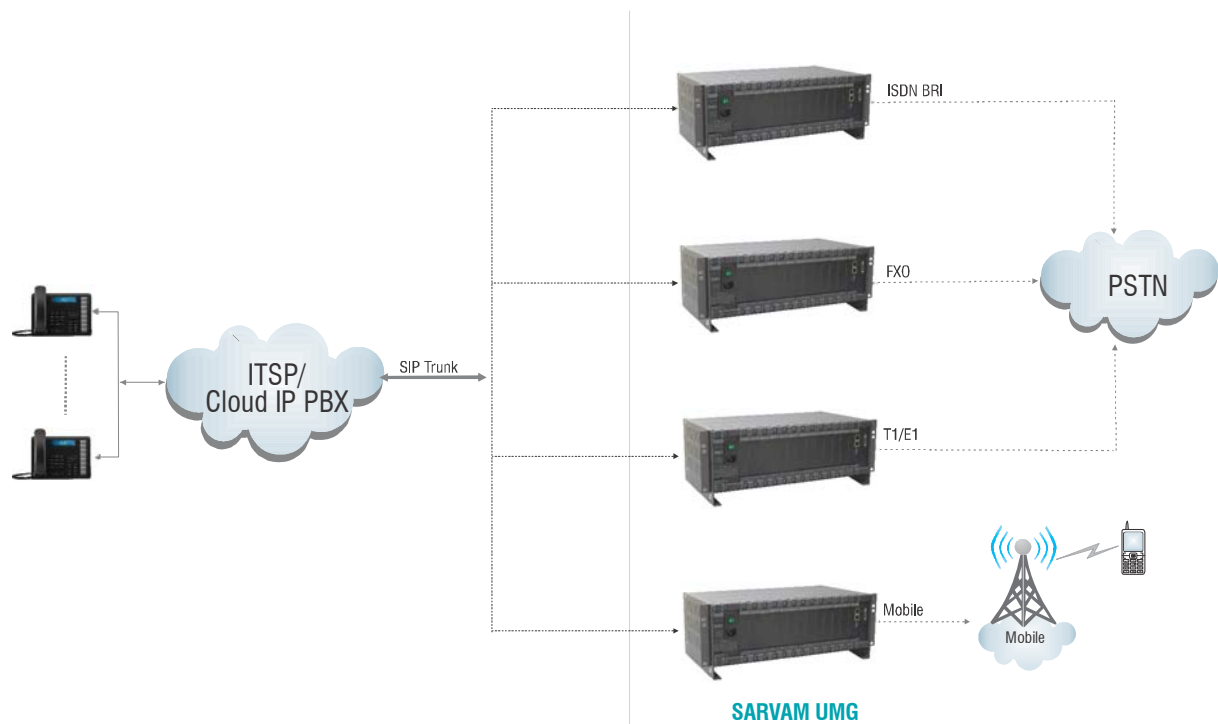 ISDN BRI
FXO
PSTN
ITSP/
Cloud IP PBX
SIP Trunk
T1/E1
Mobile
Mobile
SARVAM UMG